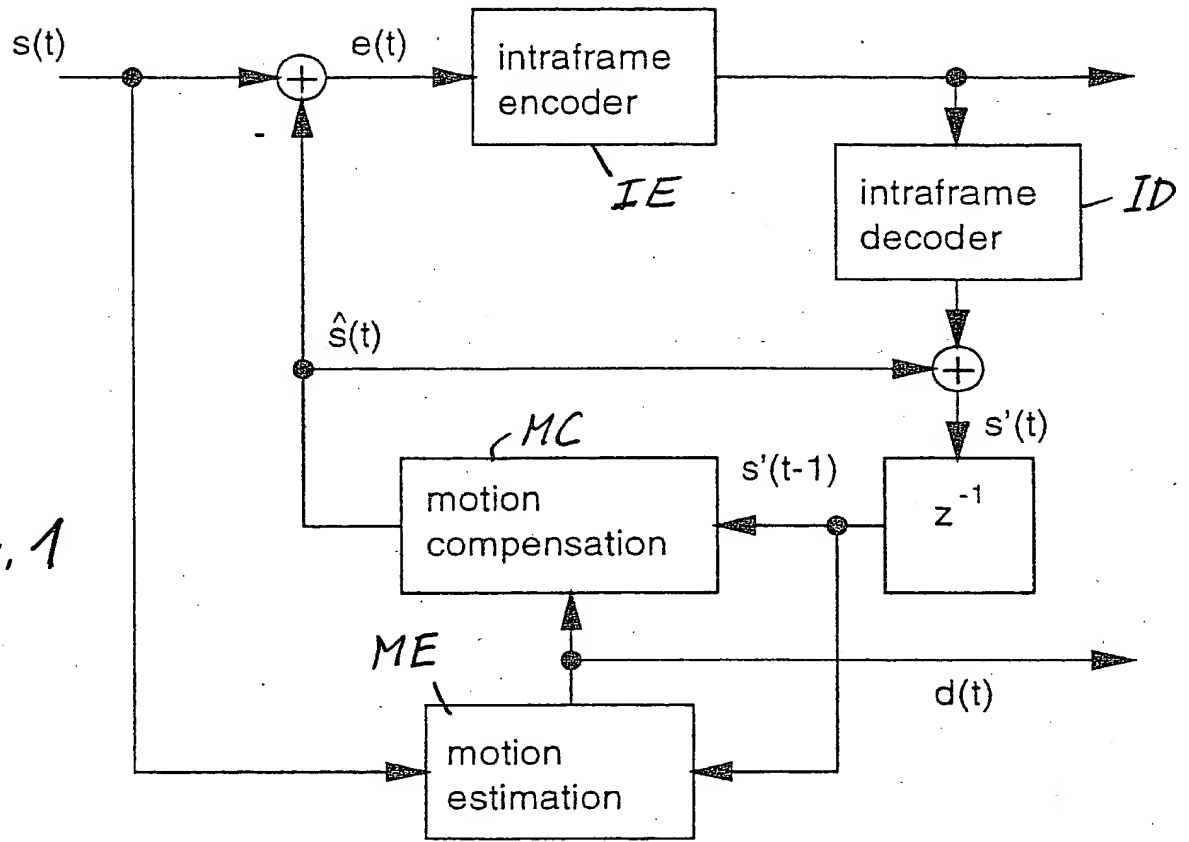 s(t)
e(t)
intraframe
encoder
IE
intraframe
decoder
ID
+
-
ŝ(t)
+
s'(t)
MC
motion
compensation
s'(t-1)
z⁻¹
. 1
ME
motion
estimation
d(t)